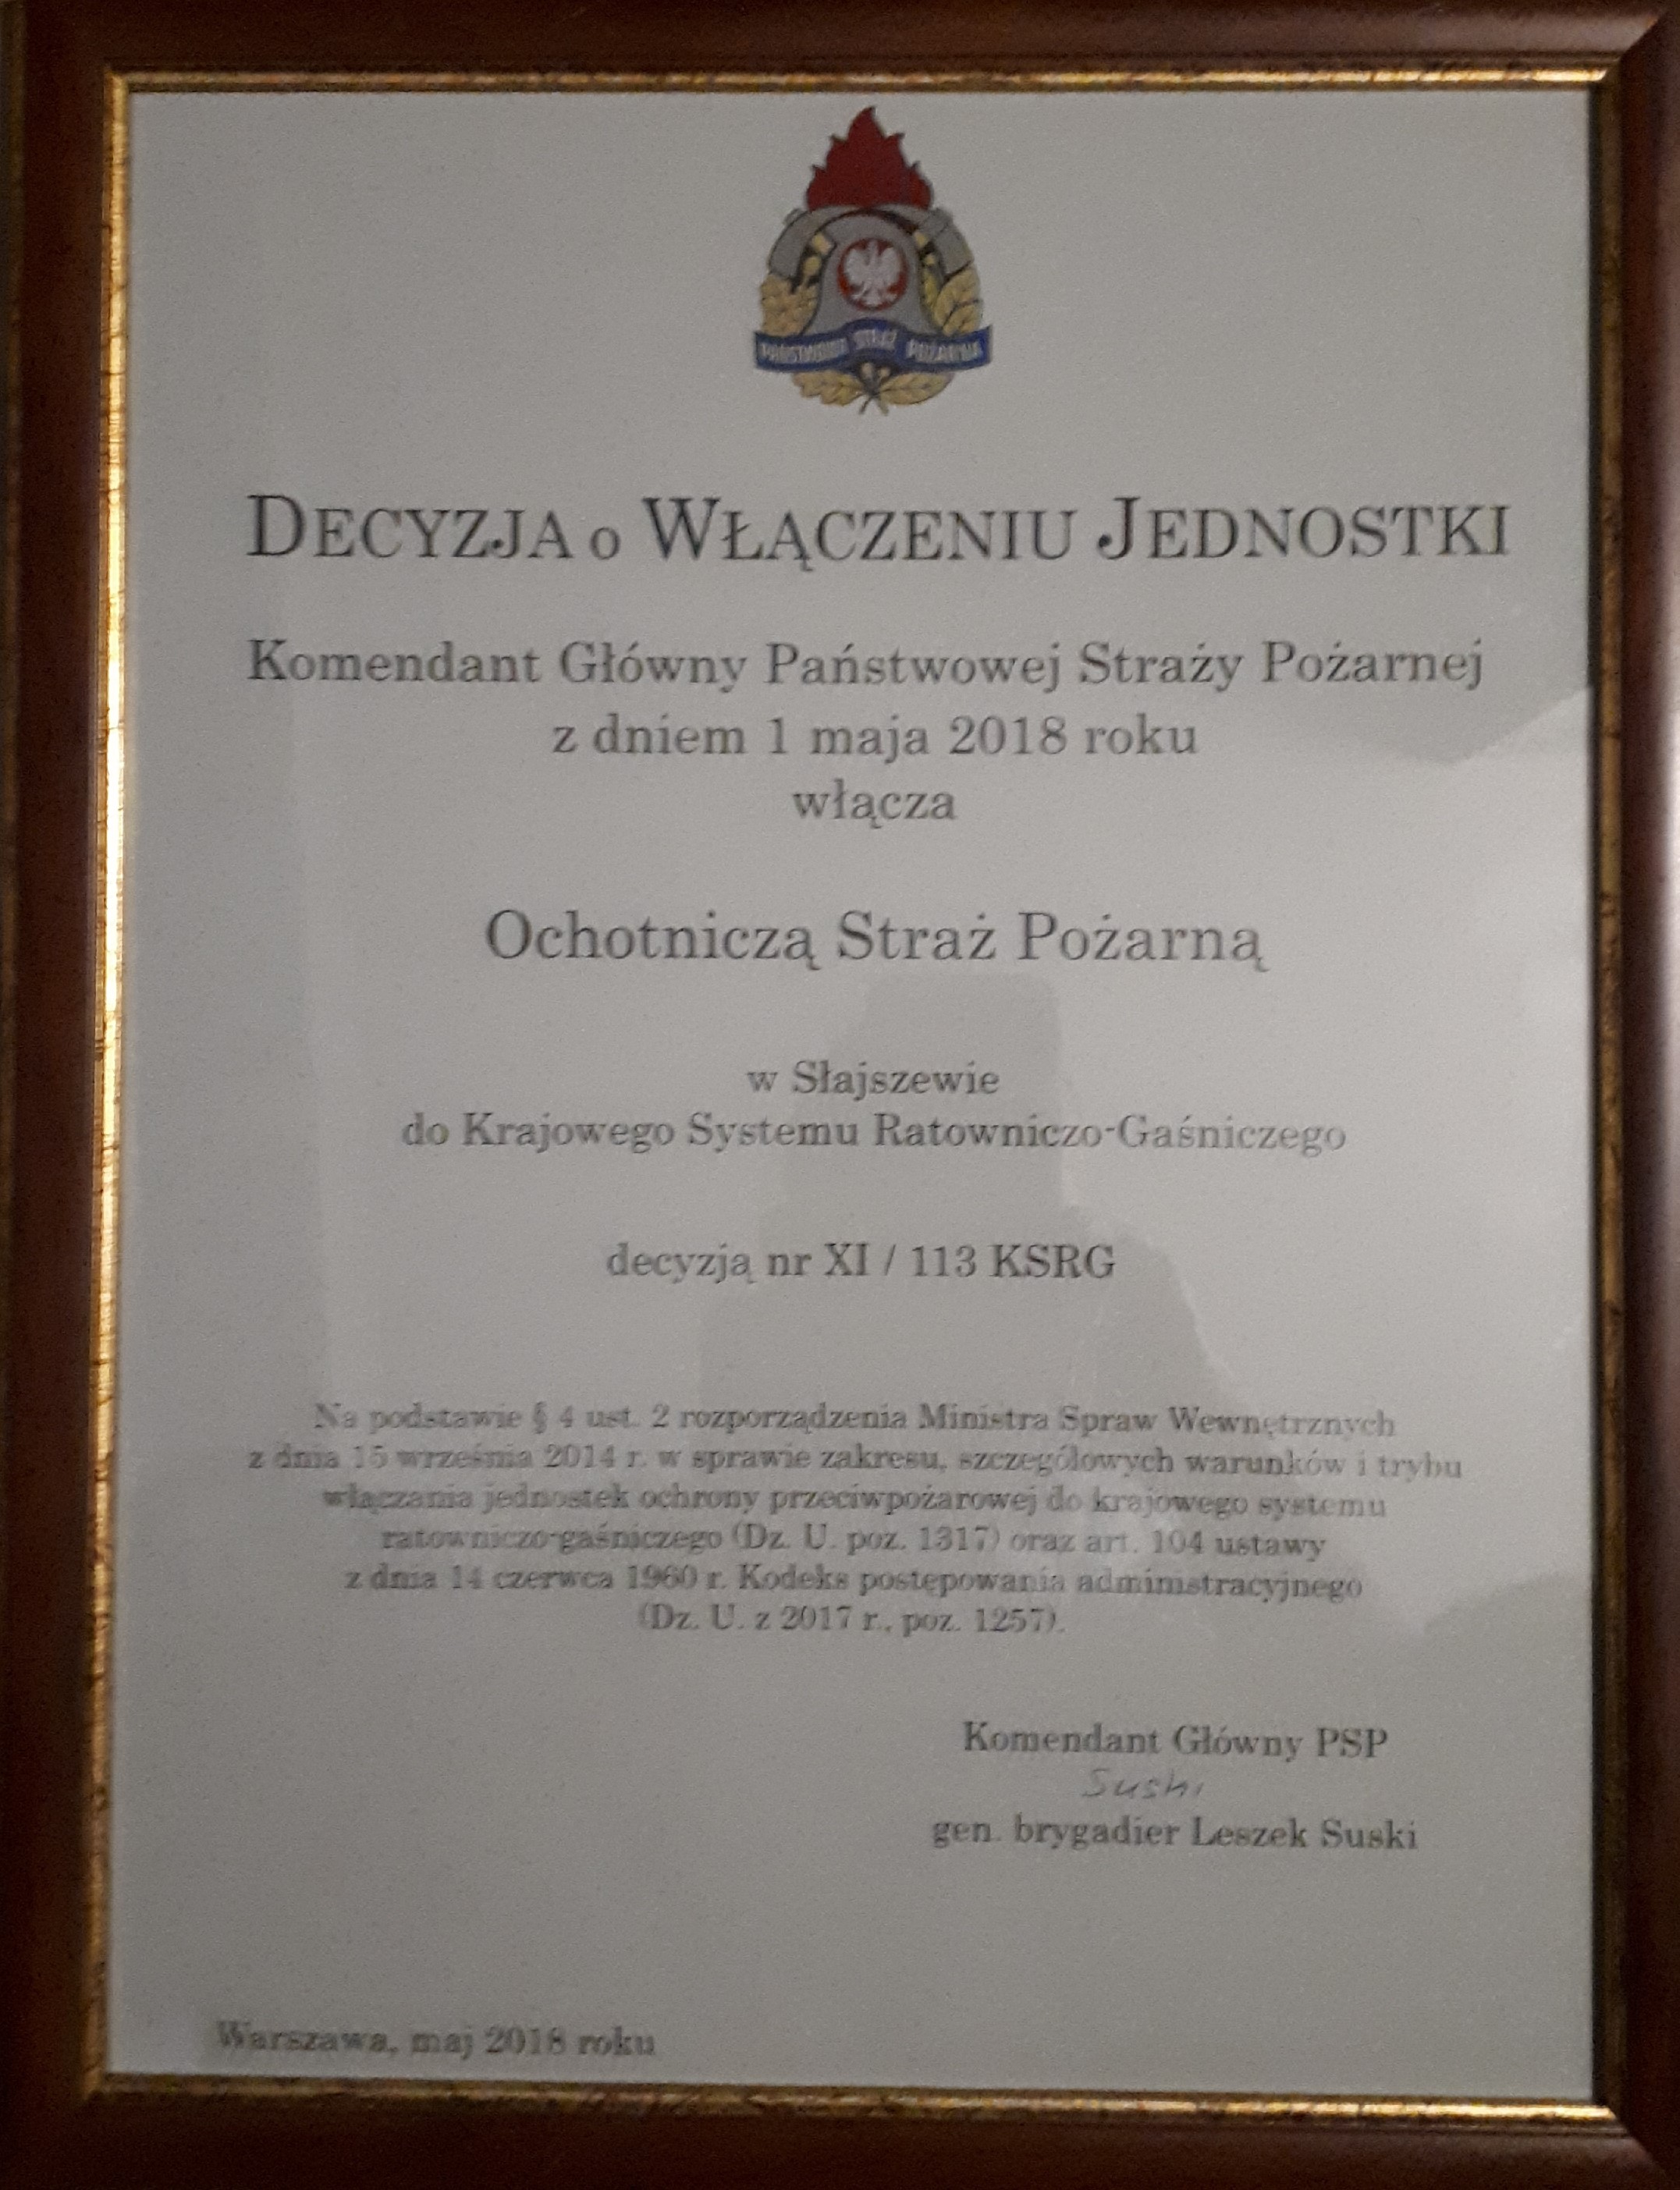 PAŃSTWOWA STRAŻ POŻARNA
DECYZJA o WŁĄCZENIU JEDNOSTKI
Komendant Główny Państwowej Straży Pożarnej
z dniem 1 maja 2018 roku
włącza
Ochotniczą Straż Pożarną
w Słajszewie
do Krajowego Systemu Ratowniczo-Gaśniczego
decyzją nr XI / 113 KSRG
Na podstawie § 4 ust. 2 rozporządzenia Ministra Spraw Wewnętrznych
z dnia 15 września 2014 r. w sprawie zakresu, szczegółowych warunków i trybu
włączania jednostek ochrony przeciwpożarowej do krajowego systemu
ratowniczo-gaśniczego (Dz. U. poz. 1317) oraz art. 104 ustawy
z dnia 14 czerwca 1960 r. Kodeks postępowania administracyjnego
(Dz. U. z 2017 r., poz. 1257).
Komendant Główny PSP
Suski
gen. brygadier Leszek Suski
Warszawa, maj 2018 roku